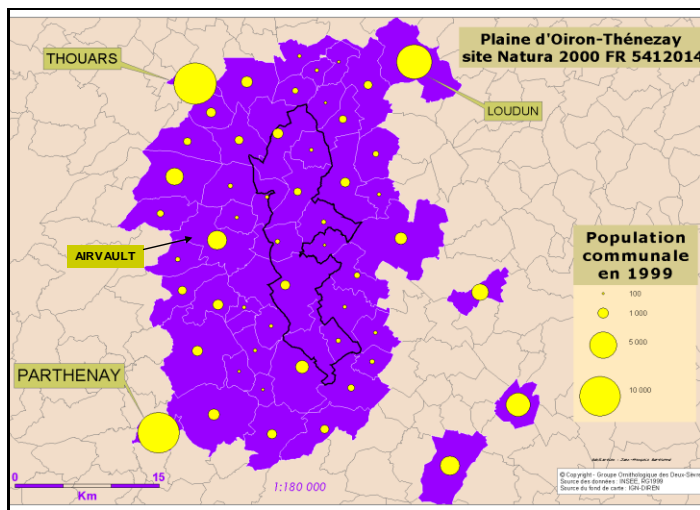 Plaine d'Oiron-Thénezay
site Natura 2000 FR 5412014
THOUARS
LOUDUN
AIRVAULT
Population
communale
en 1999
100
1 000
5 000
10 000
PARTHENAY
0 15
Km
1:180 000
© Copyright - Groupe Ornithologique des Deux-Sèvre
Source des données : INSEE, RG1999
Source du fond de carte : IGN-DIREN